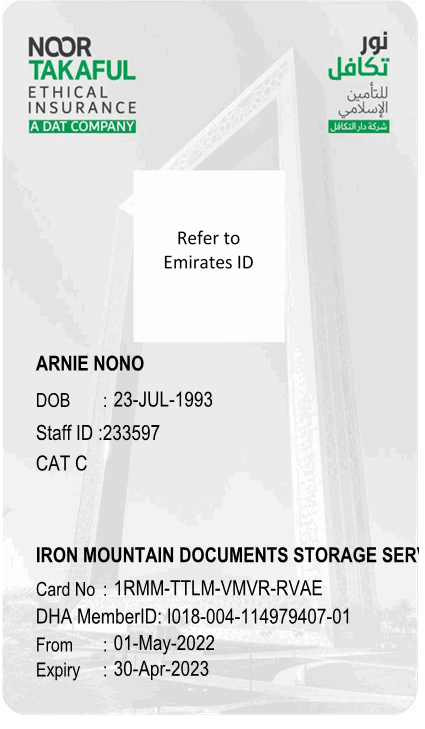 NOOR
TAKAFUL
ETHICAL
INSURANCE
A DAT COMPANY
نور
تكافل
للتأمين
الإسلامي
شركة دار التكافل
Refer to
Emirates ID
ARNIE NONO
DOB : 23-JUL-1993
Staff ID :233597
CAT C
IRON MOUNTAIN DOCUMENTS STORAGE SERV
Card No : 1RMM-TTLM-VMVR-RVAE
DHA MemberID: I018-004-114979407-01
From : 01-May-2022
Expiry : 30-Apr-2023